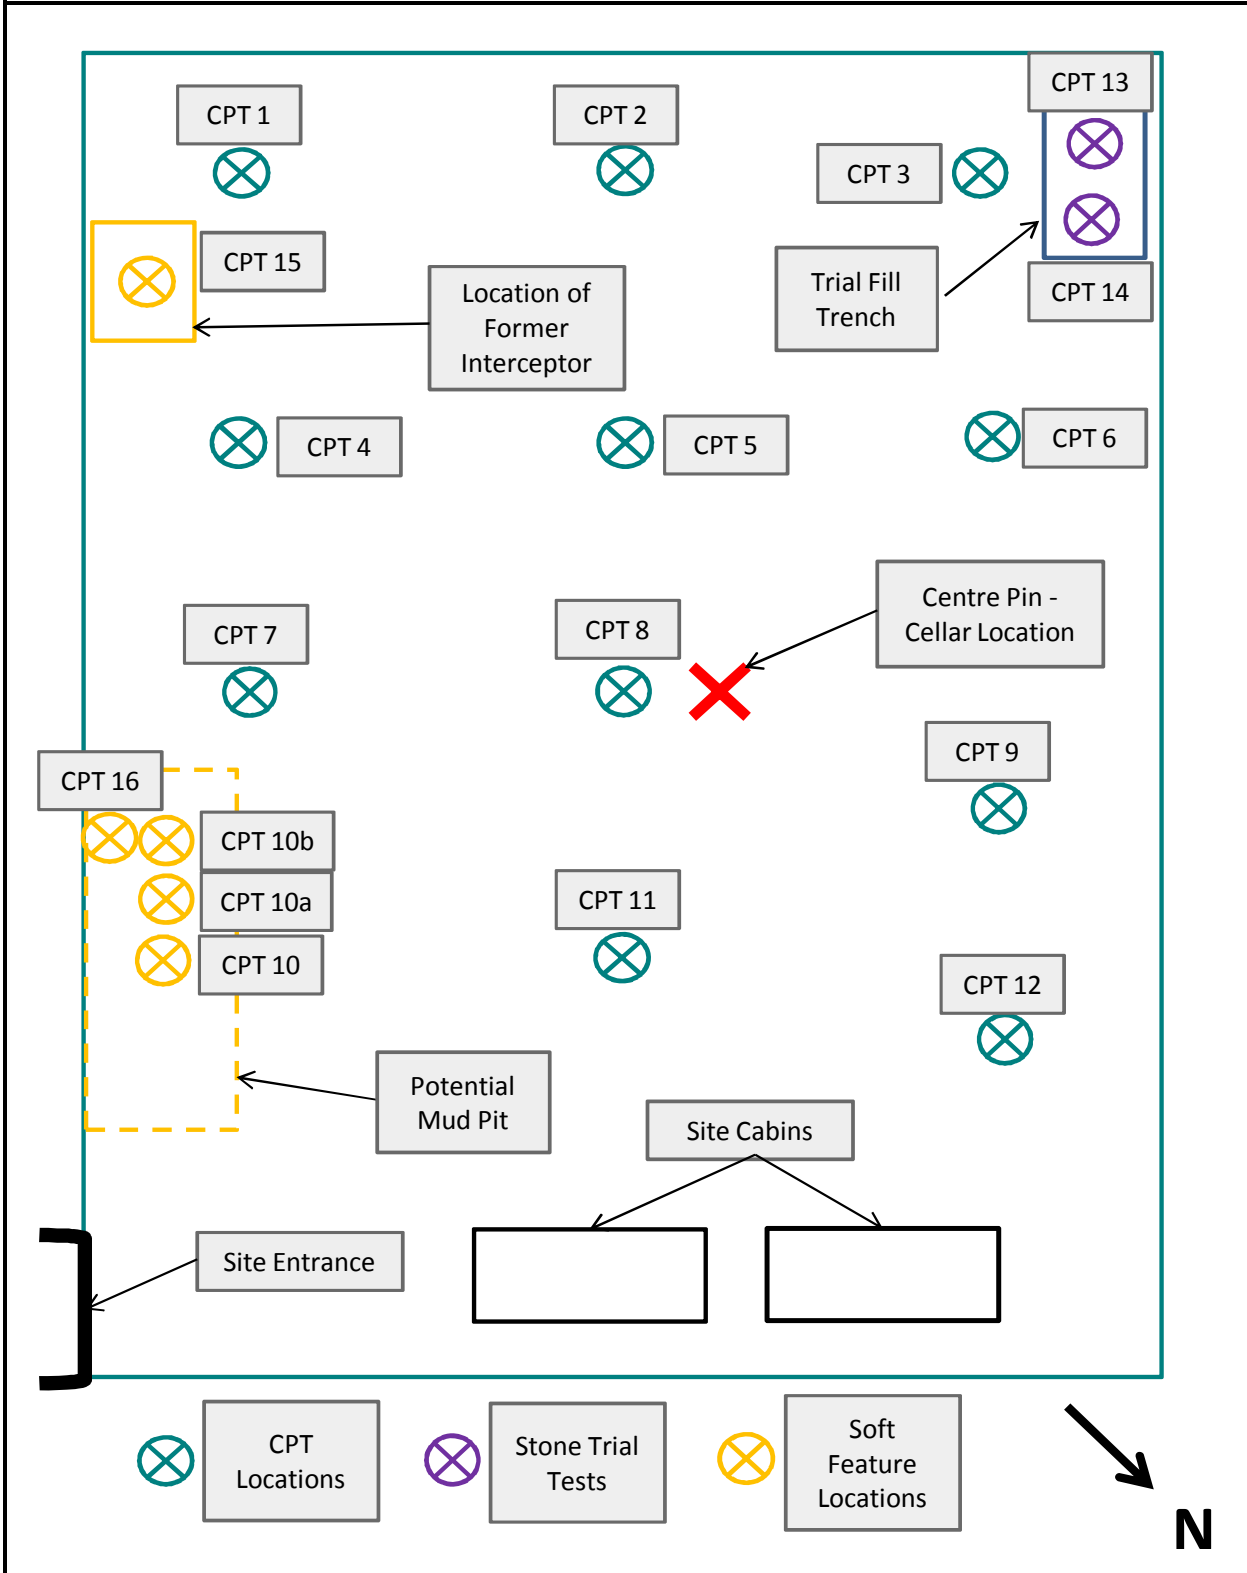 CPT 13
CPT 1
CPT 2
CPT 3
CPT 15
Location of
Former
Interceptor
Trial Fill
Trench
CPT 14
CPT 4
CPT 5
CPT 6
Centre Pin -
Cellar Location
CPT 7
CPT 8
CPT 9
CPT 16
CPT 10b
CPT 10a
CPT 10
CPT 11
CPT 12
Potential
Mud Pit
Site Cabins
Site Entrance
CPT
Locations
Stone Trial
Tests
Soft
Feature
Locations
N